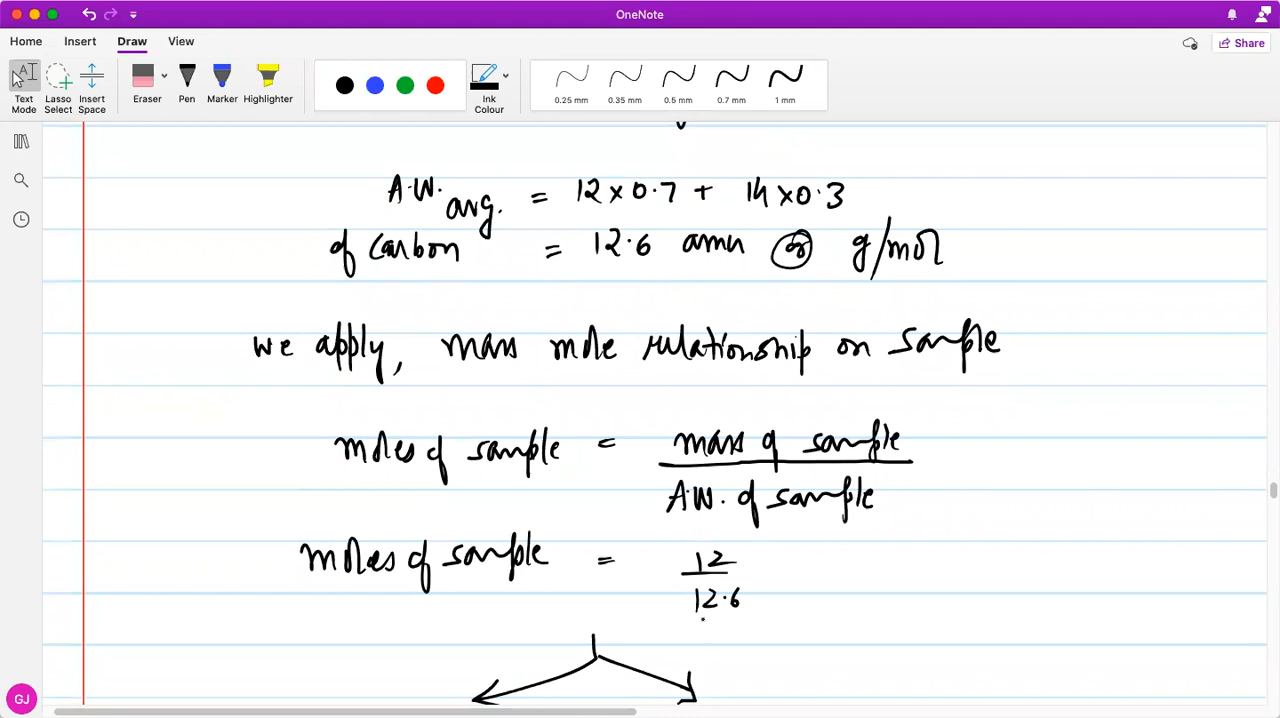 OneNote
Home Insert Draw View
Share
Text Mode
Lasso Select
Insert Space
Eraser
Pen
Marker
Highlighter
Ink Colour
0.25 mm
0.35 mm
0.5 mm
0.7 mm
1 mm
A.W. avg. = 12 × 0.7 + 14 × 0.3
of carbon = 12.6 amu or g/mol
we apply, mass mole relationship on sample
moles of sample = mass of sample
A.W. of sample
moles of sample = 12
12.6
GJ